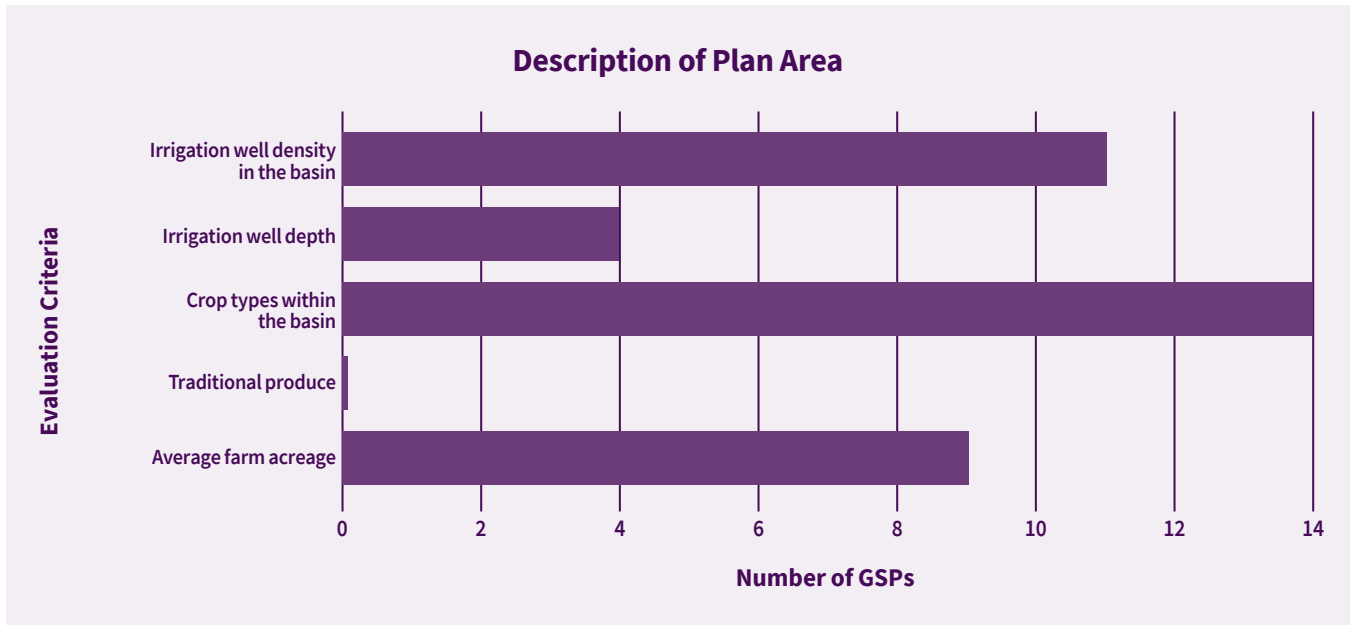 Description of Plan Area
Evaluation Criteria
Irrigation well density
in the basin
Irrigation well depth
Crop types within
the basin
Traditional produce
Average farm acreage
0 2 4 6 8 10 12 14
Number of GSPs